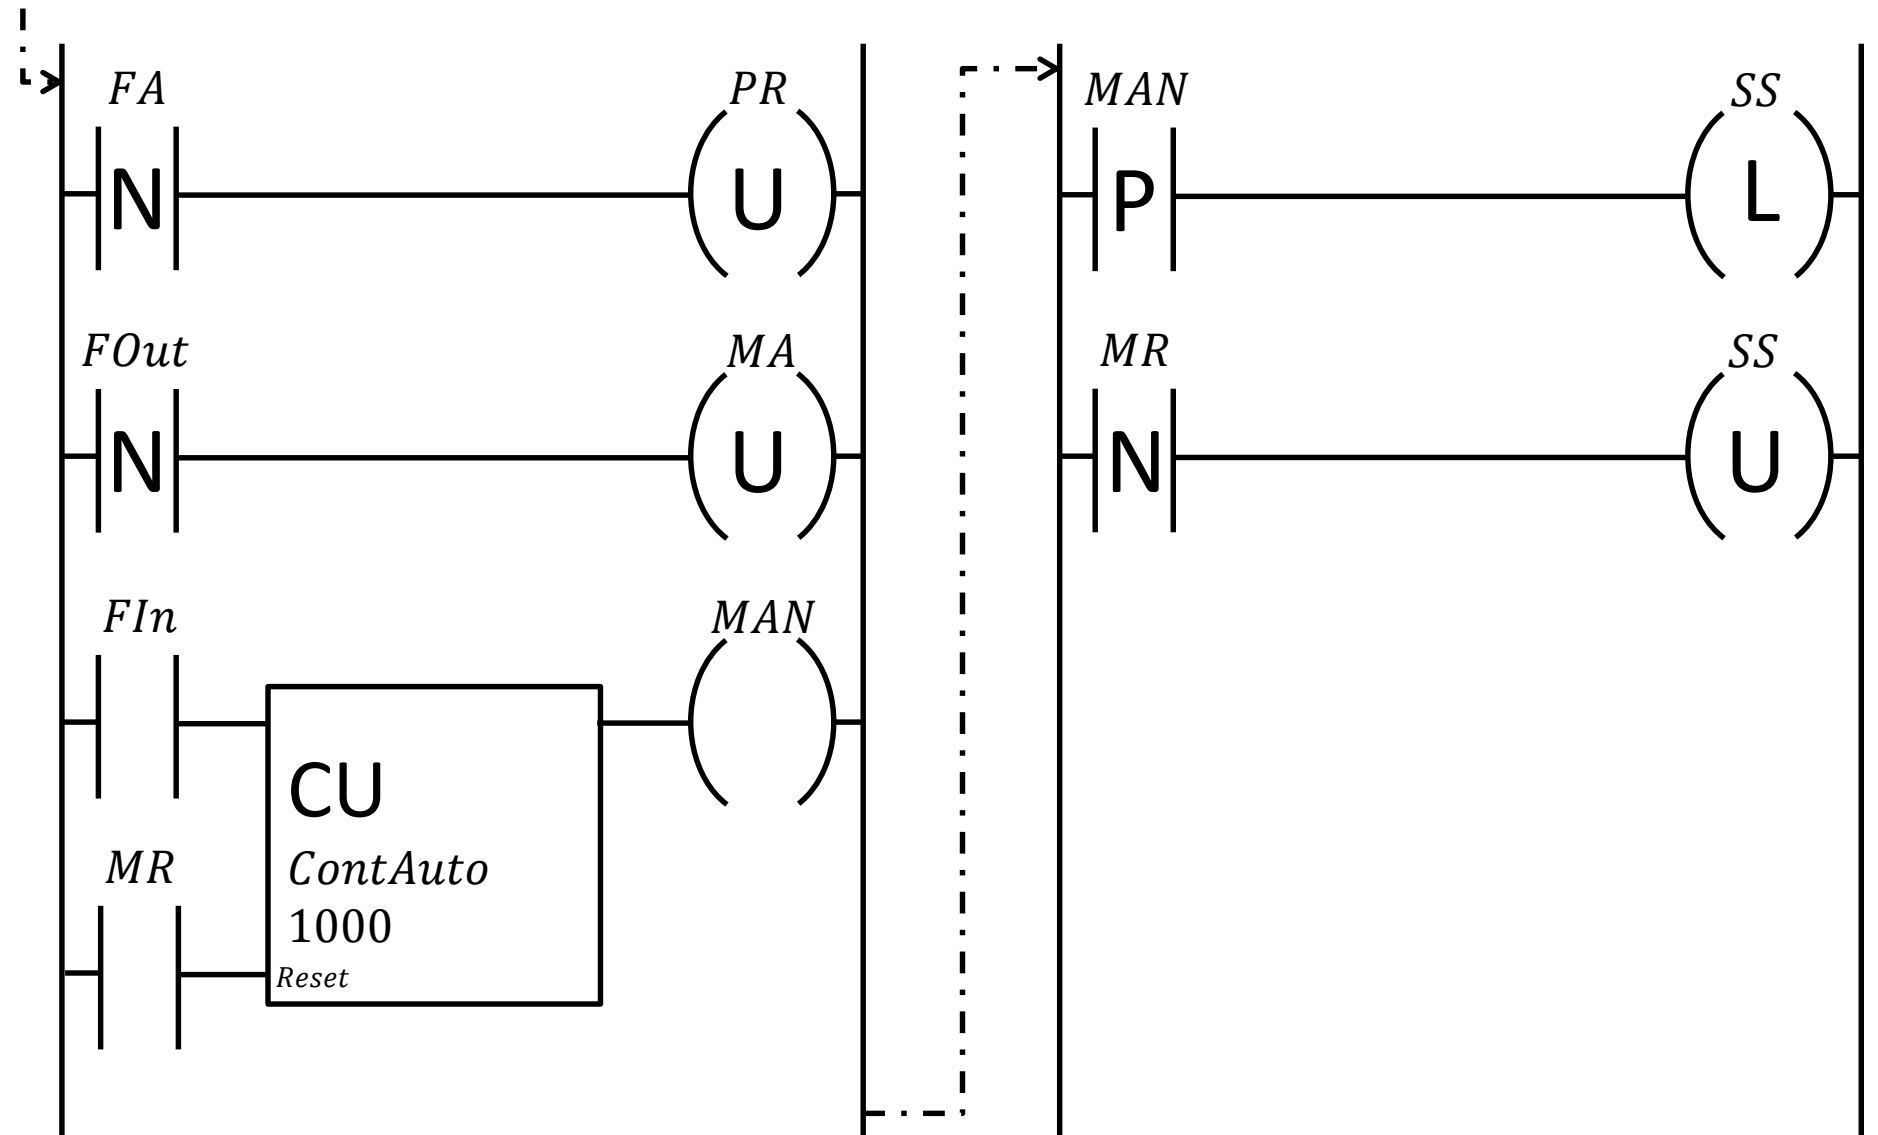 FA PR
N U
FOut MA
N U
FIn MAN
CU
MR ContAuto
1000
Reset
MAN SS
P L
MR SS
N U